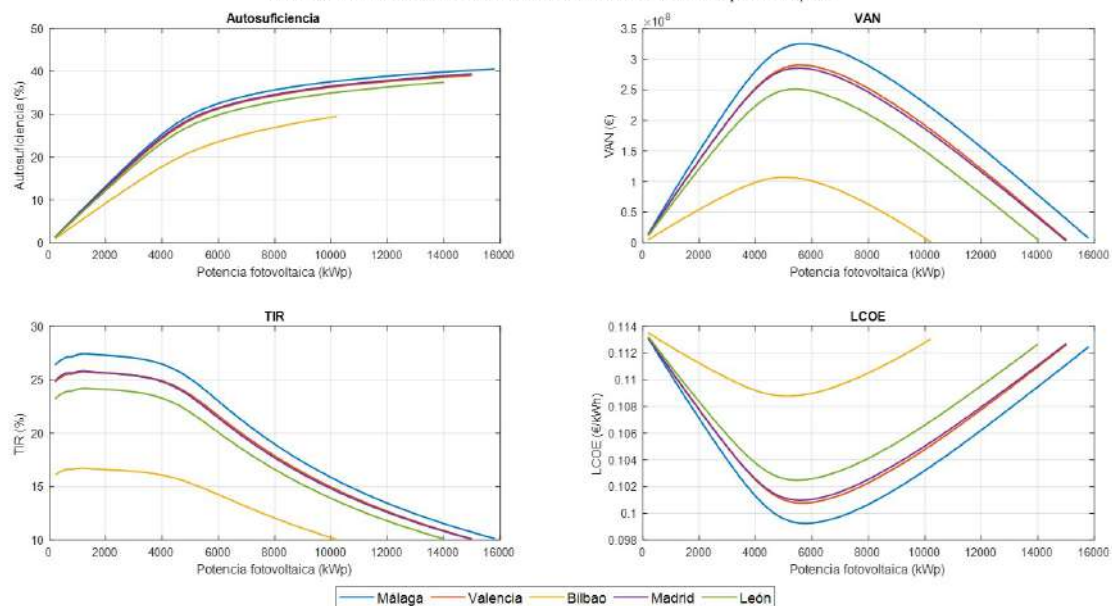 Autosuficiencia
50
40
30
20
10
0
Autosuficiencia (%)
0 2000 4000 6000 8000 10000 12000 14000 16000
Potencia fotovoltaica (kWp)
VAN
×10⁸
3.5
3
2.5
2
1.5
1
0.5
0
VAN (€)
0 2000 4000 6000 8000 10000 12000 14000 16000
Potencia fotovoltaica (kWp)
TIR
30
25
20
15
10
TIR (%)
0 2000 4000 6000 8000 10000 12000 14000 16000
Potencia fotovoltaica (kWp)
LCOE
0.114
0.112
0.11
0.108
0.106
0.104
0.102
0.1
0.098
LCOE (€/kWh)
0 2000 4000 6000 8000 10000 12000 14000 16000
Potencia fotovoltaica (kWp)
Málaga Valencia Bilbao Madrid León